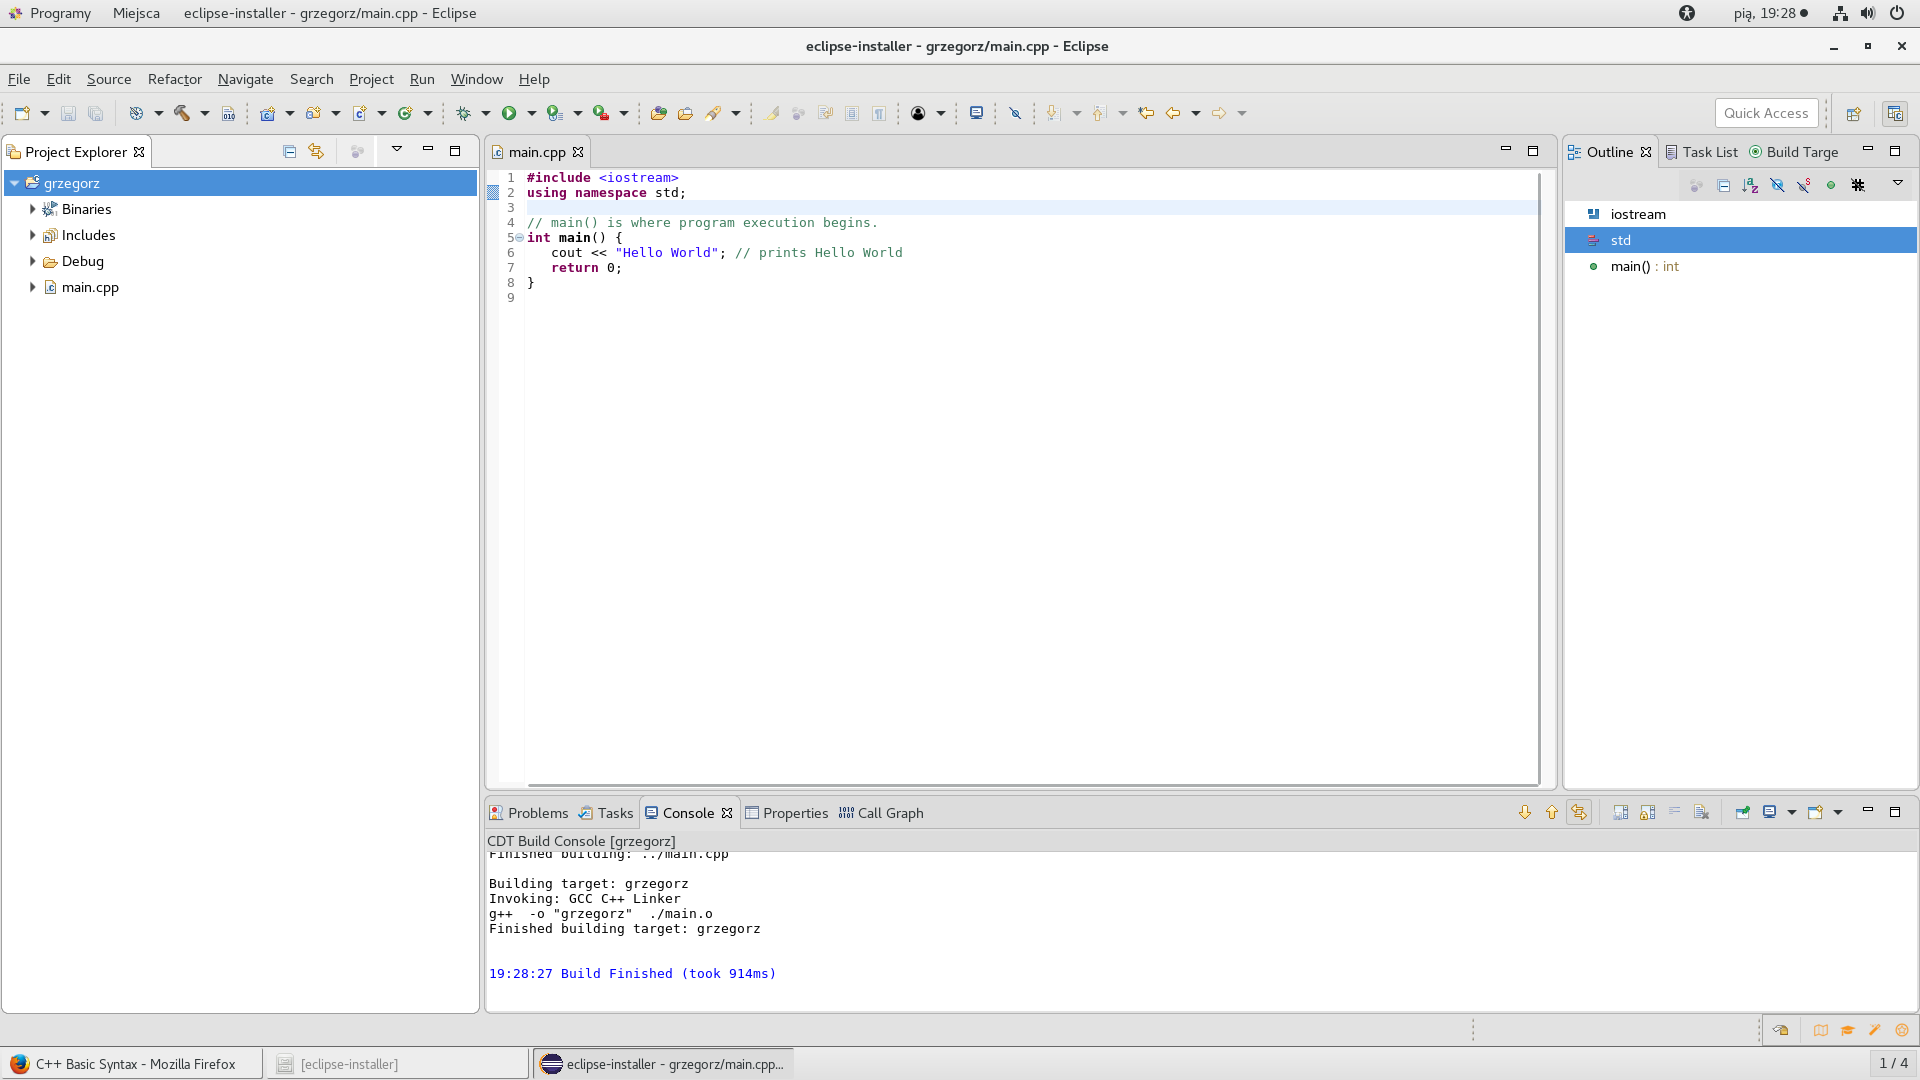 Programy Miejsca eclipse-installer - grzegorz/main.cpp - Eclipse pią, 19:28
eclipse-installer - grzegorz/main.cpp - Eclipse
File Edit Source Refactor Navigate Search Project Run Window Help
Quick Access
Project Explorer
grzegorz
Binaries
Includes
Debug
main.cpp
main.cpp
1 #include <iostream>
2 using namespace std;
3
4 // main() is where program execution begins.
5 int main() {
6 cout << "Hello World"; // prints Hello World
7 return 0;
8 }
9
Outline Task List Build Targe
iostream
std
main() : int
Problems Tasks Console Properties Call Graph
CDT Build Console [grzegorz]
Finished building: ../main.cpp
Building target: grzegorz
Invoking: GCC C++ Linker
g++ -o "grzegorz" ./main.o
Finished building target: grzegorz
19:28:27 Build Finished (took 914ms)
C++ Basic Syntax - Mozilla Firefox [eclipse-installer] eclipse-installer - grzegorz/main.cpp... 1 / 4